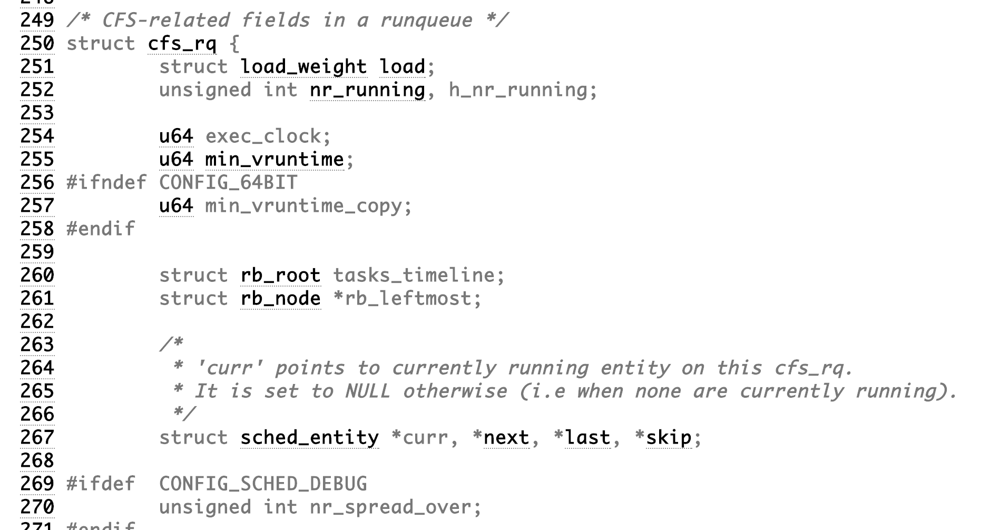 248
249 /* CFS-related fields in a runqueue */
250 struct cfs_rq {
251         struct load_weight load;
252         unsigned int nr_running, h_nr_running;
253
254         u64 exec_clock;
255         u64 min_vruntime;
256 #ifndef CONFIG_64BIT
257         u64 min_vruntime_copy;
258 #endif
259
260         struct rb_root tasks_timeline;
261         struct rb_node *rb_leftmost;
262
263         /*
264          * 'curr' points to currently running entity on this cfs_rq.
265          * It is set to NULL otherwise (i.e when none are currently running).
266          */
267         struct sched_entity *curr, *next, *last, *skip;
268
269 #ifdef  CONFIG_SCHED_DEBUG
270         unsigned int nr_spread_over;
271 #endif